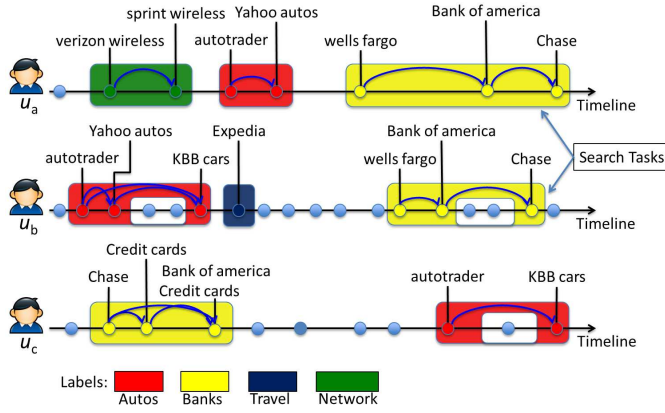 sprint wireless
Yahoo autos
Bank of america
verizon wireless
autotrader
wells fargo
Chase
u_a
Timeline
Yahoo autos
Expedia
Bank of america
autotrader
KBB cars
wells fargo
Chase
Search Tasks
u_b
Timeline
Credit cards
Chase
Bank of america
Credit cards
autotrader
KBB cars
u_c
Timeline
Labels:
Autos
Banks
Travel
Network